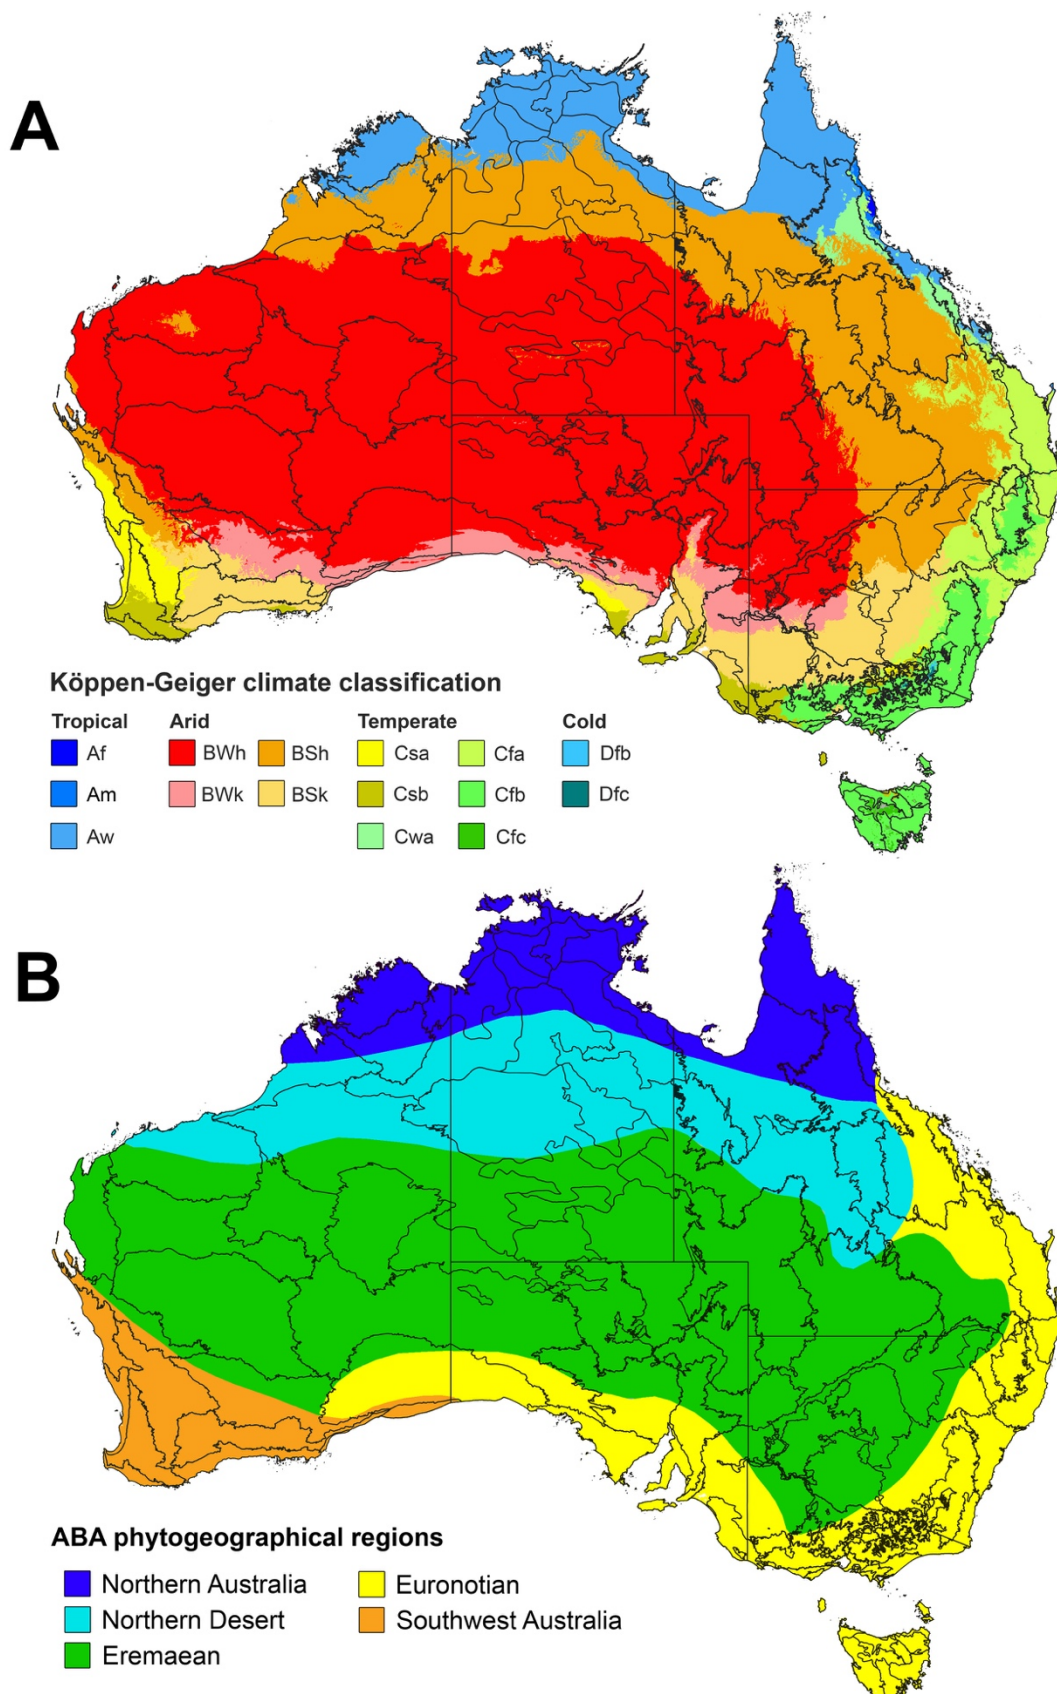 A
Köppen-Geiger climate classification
Tropical Arid Temperate Cold
Af BWh BSh Csa Cfa Dfb
Am BWk BSk Csb Cfb Dfc
Aw Cwa Cfc
B
ABA phytogeographical regions
Northern Australia Euronotian
Northern Desert Southwest Australia
Eremaean